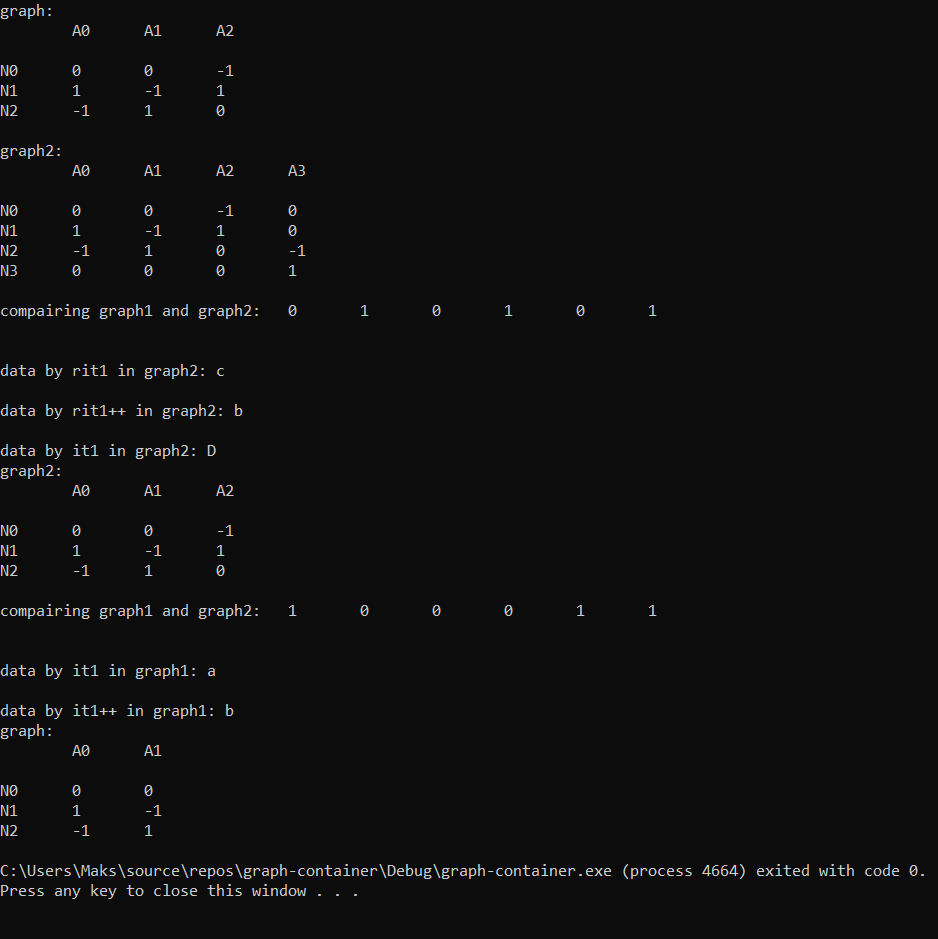 graph:
A0 A1 A2
N0 0 0 -1
N1 1 -1 1
N2 -1 1 0
graph2:
A0 A1 A2 A3
N0 0 0 -1 0
N1 1 -1 1 0
N2 -1 1 0 -1
N3 0 0 0 1
compairing graph1 and graph2: 0 1 0 1 0 1
data by rit1 in graph2: c
data by rit1++ in graph2: b
data by it1 in graph2: D
graph2:
A0 A1 A2
N0 0 0 -1
N1 1 -1 1
N2 -1 1 0
compairing graph1 and graph2: 1 0 0 0 1 1
data by it1 in graph1: a
data by it1++ in graph1: b
graph:
A0 A1
N0 0 0
N1 1 -1
N2 -1 1
C:\Users\Maks\source\repos\graph-container\Debug\graph-container.exe (process 4664) exited with code 0.
Press any key to close this window . . .